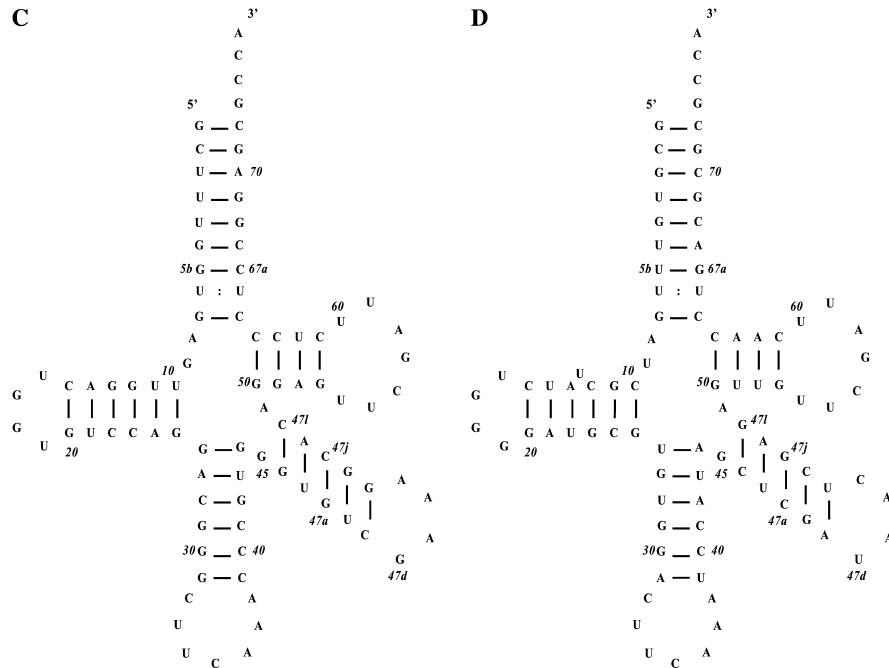 C 3’ D 3’
A A
C C
C C
5’ G 5’ G
G C G C
C G C G
U A 70 G C 70
U G U G
U G G C
G C G A
5b G C 67a 5b U G 67a
U : U U : U
60 U 60 U
G C U G C U
A C C U C A A C A A C A
G G U G
U C A G G U 10 U C U C U A U C G 10 C C
G 50 G G A G G 50 G U U G
U U U U
A A
G 47l C G 47l G
U G A C C U G A 47j G G A U G C G 47j
20 G G G C 20 U A G C
A U 45 G U G G A U U 45 C U C U C
C G G G A G A C A
G C 47a U C A U C 47a G A A
G C G G C U
30 G C 40 47d 30 G C 40 47d
G C A U
C A C A
U A U A
U C A U C A